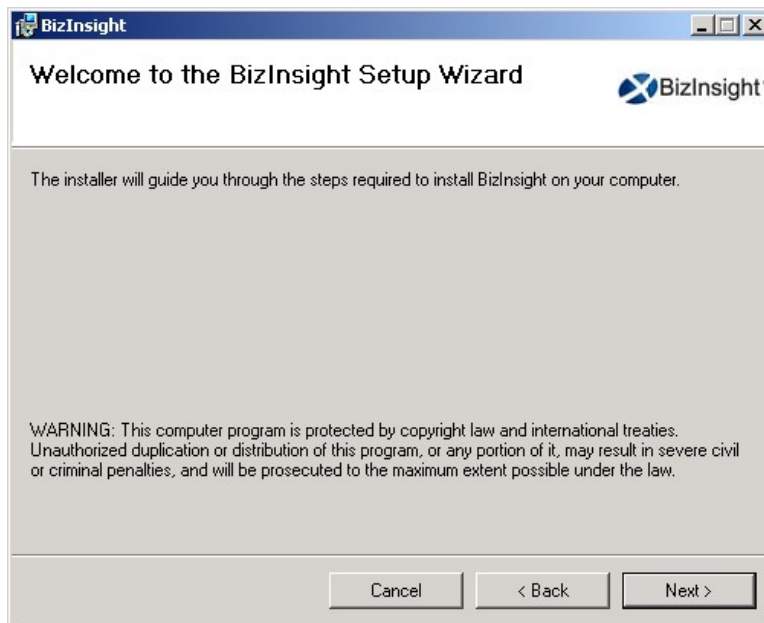 BizInsight
Welcome to the BizInsight Setup Wizard
BizInsight
The installer will guide you through the steps required to install BizInsight on your computer.
WARNING: This computer program is protected by copyright law and international treaties.
Unauthorized duplication or distribution of this program, or any portion of it, may result in severe civil
or criminal penalties, and will be prosecuted to the maximum extent possible under the law.
Cancel
< Back
Next >